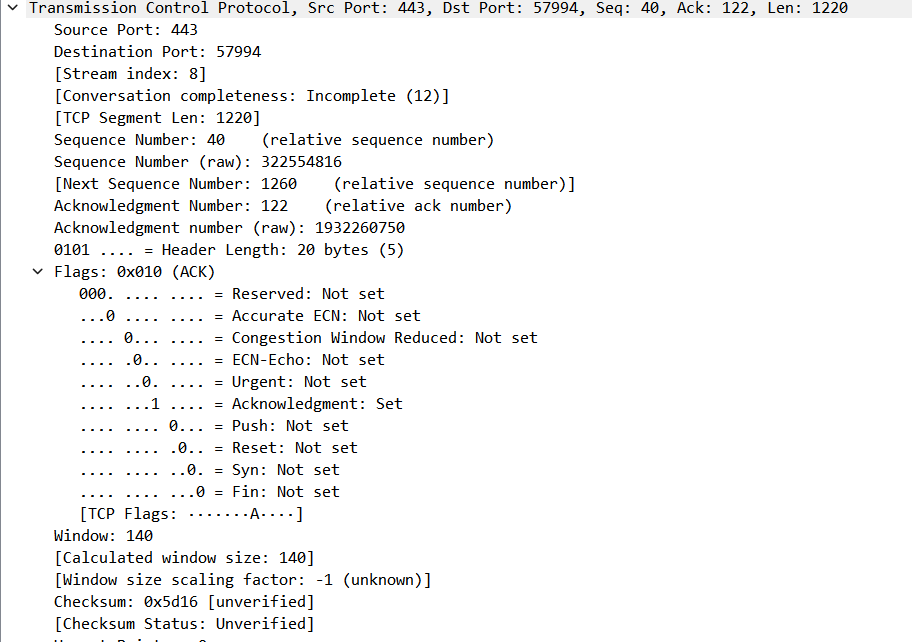 Transmission Control Protocol, Src Port: 443, Dst Port: 57994, Seq: 40, Ack: 122, Len: 1220
Source Port: 443
Destination Port: 57994
[Stream index: 8]
[Conversation completeness: Incomplete (12)]
[TCP Segment Len: 1220]
Sequence Number: 40    (relative sequence number)
Sequence Number (raw): 322554816
[Next Sequence Number: 1260    (relative sequence number)]
Acknowledgment Number: 122    (relative ack number)
Acknowledgment number (raw): 1932260750
0101 .... = Header Length: 20 bytes (5)
Flags: 0x010 (ACK)
000. .... .... = Reserved: Not set
...0 .... .... = Accurate ECN: Not set
.... 0... .... = Congestion Window Reduced: Not set
.... .0.. .... = ECN-Echo: Not set
.... ..0. .... = Urgent: Not set
.... ...1 .... = Acknowledgment: Set
.... .... 0... = Push: Not set
.... .... .0.. = Reset: Not set
.... .... ..0. = Syn: Not set
.... .... ...0 = Fin: Not set
[TCP Flags: ·······A····]
Window: 140
[Calculated window size: 140]
[Window size scaling factor: -1 (unknown)]
Checksum: 0x5d16 [unverified]
[Checksum Status: Unverified]